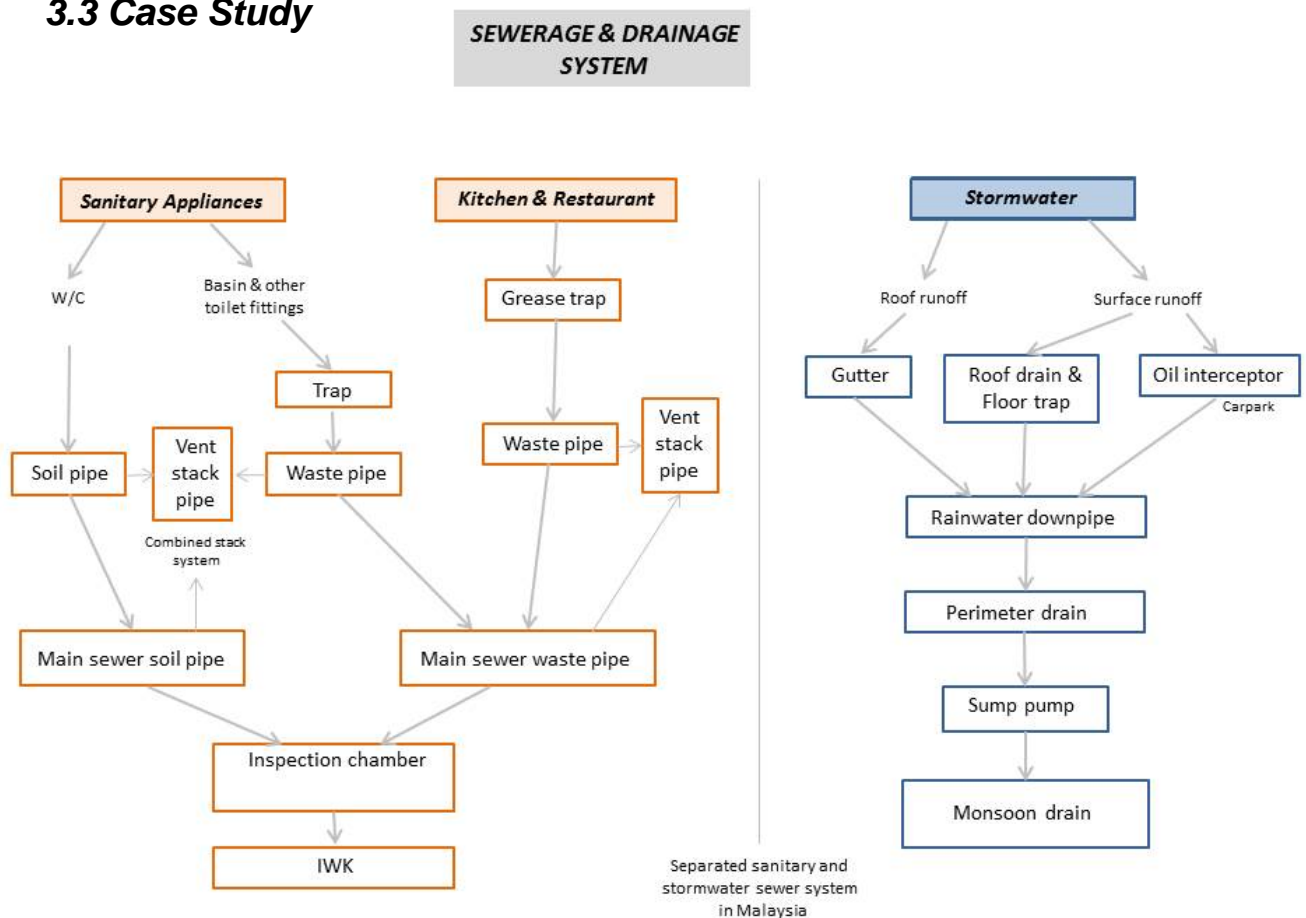 3.3 Case Study
SEWERAGE & DRAINAGE
SYSTEM
Sanitary Appliances
Kitchen & Restaurant
Stormwater
W/C
Basin & other
toilet fittings
Grease trap
Roof runoff
Surface runoff
Trap
Gutter
Roof drain &
Floor trap
Oil interceptor
Carpark
Soil pipe
Vent
stack
pipe
Waste pipe
Waste pipe
Vent
stack
pipe
Combined stack
system
Rainwater downpipe
Main sewer soil pipe
Main sewer waste pipe
Perimeter drain
Inspection chamber
Sump pump
IWK
Monsoon drain
Separated sanitary and
stormwater sewer system
in Malaysia